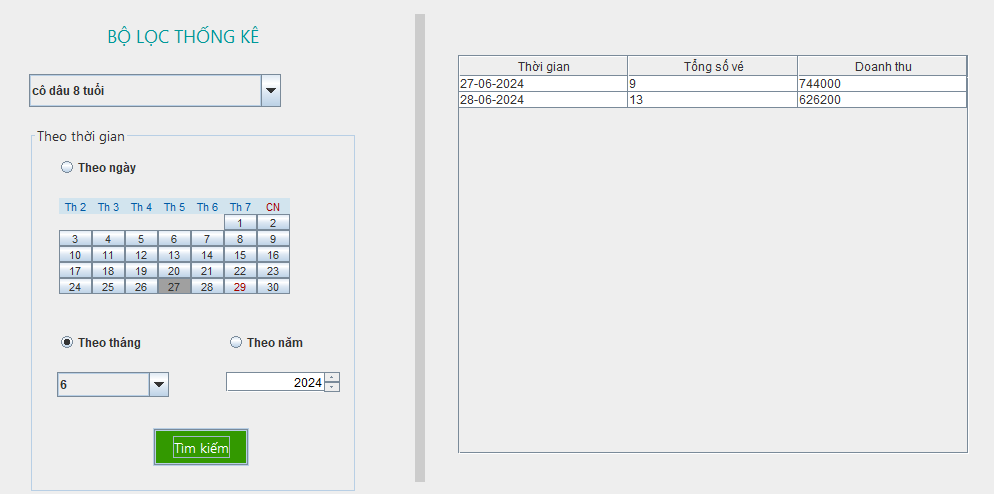 BỘ LỌC THỐNG KÊ
cô dâu 8 tuổi
Theo thời gian
Theo ngày
Th 2 Th 3 Th 4 Th 5 Th 6 Th 7 CN
1 2
3 4 5 6 7 8 9
10 11 12 13 14 15 16
17 18 19 20 21 22 23
24 25 26 27 28 29 30
Theo tháng Theo năm
6 2024
Tìm kiếm
Thời gian Tổng số vé Doanh thu
27-06-2024 9 744000
28-06-2024 13 626200